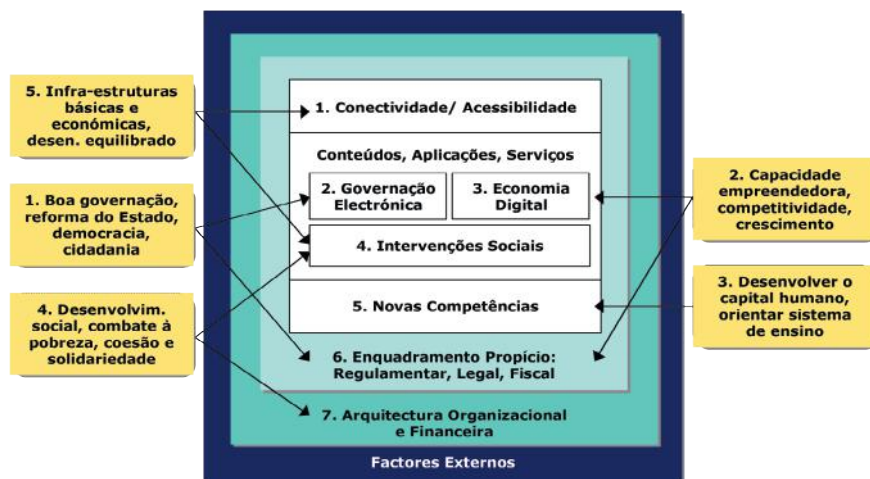 5. Infra-estruturas
básicas e
económicas,
desen. equilibrado
1. Boa governação,
reforma do Estado,
democracia,
cidadania
4. Desenvolvim.
social, combate à
pobreza, coesão e
solidariedade
1. Conectividade/ Acessibilidade
Conteúdos, Aplicações, Serviços
2. Governação
Electrónica
3. Economia
Digital
4. Intervenções Sociais
5. Novas Competências
6. Enquadramento Propício:
Regulamentar, Legal, Fiscal
7. Arquitectura Organizacional
e Financeira
Factores Externos
2. Capacidade
empreendedora,
competitividade,
crescimento
3. Desenvolver o
capital humano,
orientar sistema
de ensino